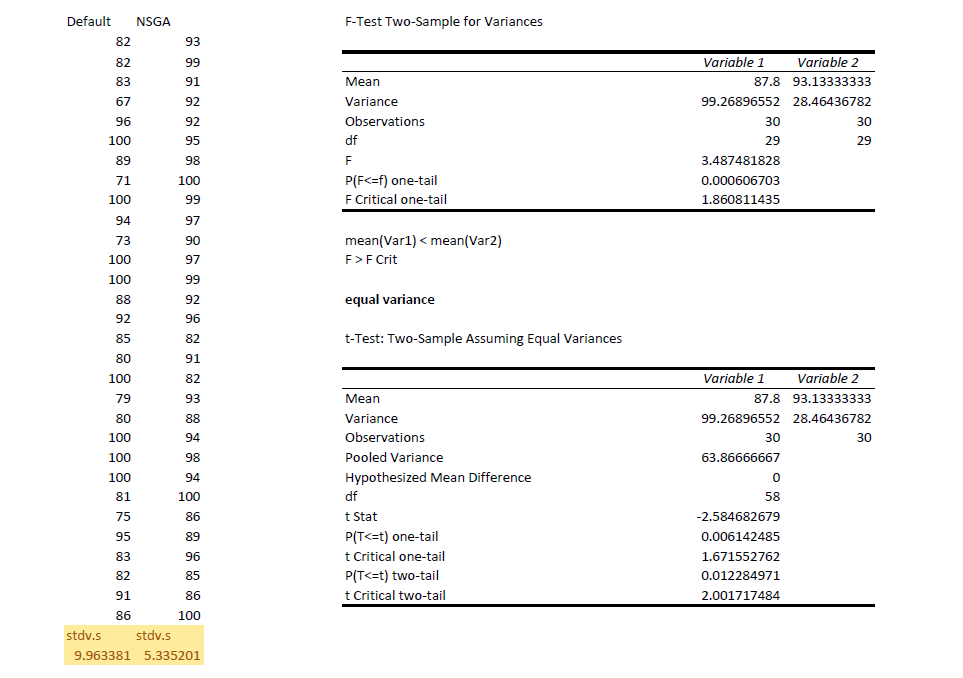 Default NSGA
82 93
82 99
83 91
67 92
96 92
100 95
89 98
71 100
100 99
94 97
73 90
100 97
100 99
88 92
92 96
85 82
80 91
100 82
79 93
80 88
100 94
100 98
100 94
81 100
75 86
95 89
83 96
82 85
91 86
86 100
stdv.s stdv.s
9.963381 5.335201
F-Test Two-Sample for Variances
Variable 1 Variable 2
Mean 87.8 93.13333333
Variance 99.26896552 28.46436782
Observations 30 30
df 29 29
F 3.487481828
P(F<=f) one-tail 0.000606703
F Critical one-tail 1.860811435
mean(Var1) < mean(Var2)
F > F Crit
equal variance
t-Test: Two-Sample Assuming Equal Variances
Variable 1 Variable 2
Mean 87.8 93.13333333
Variance 99.26896552 28.46436782
Observations 30 30
Pooled Variance 63.86666667
Hypothesized Mean Difference 0
df 58
t Stat -2.584682679
P(T<=t) one-tail 0.006142485
t Critical one-tail 1.671552762
P(T<=t) two-tail 0.012284971
t Critical two-tail 2.001717484